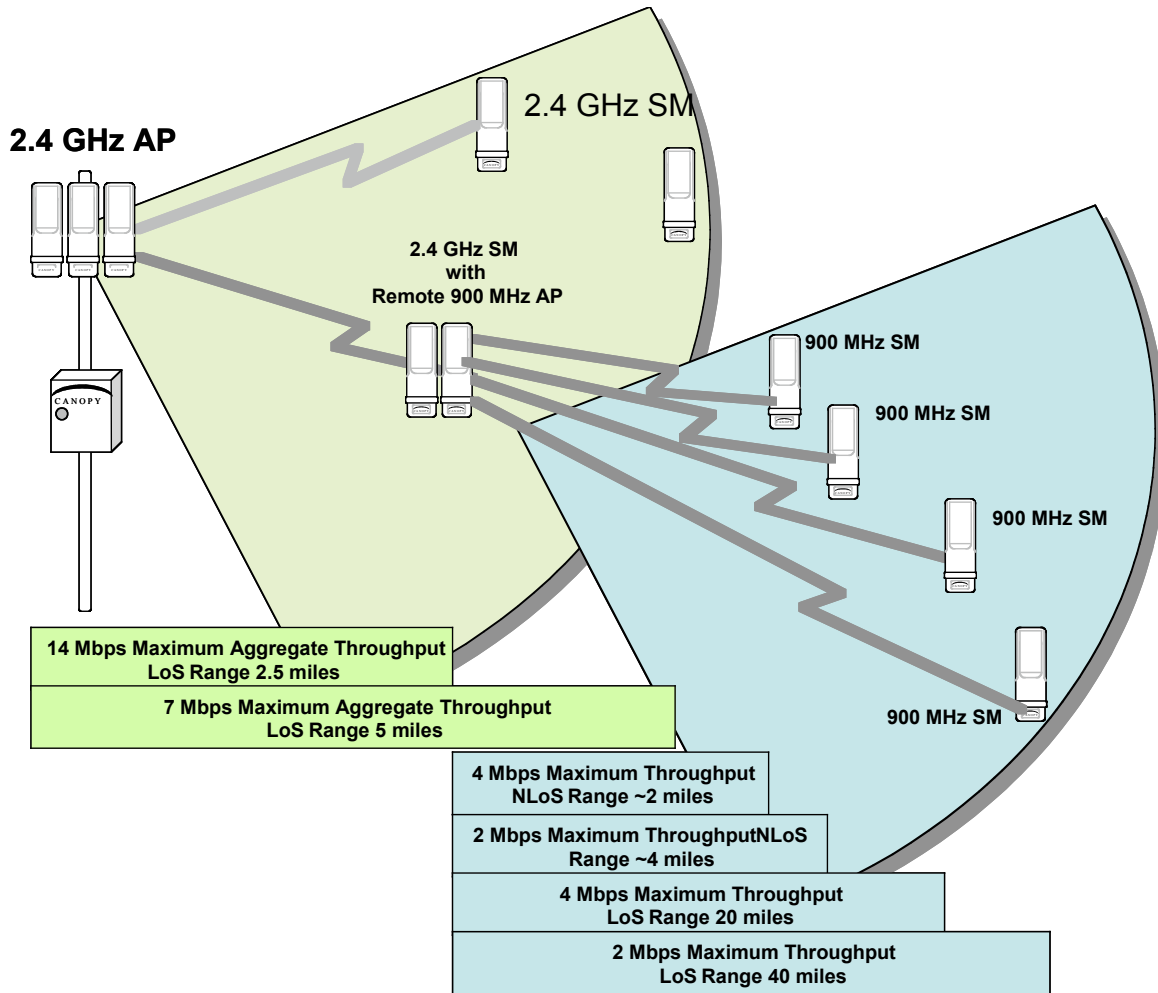 2.4 GHz SM
2.4 GHz AP
2.4 GHz SM
with
Remote 900 MHz AP
900 MHz SM
900 MHz SM
CANOPY
900 MHz SM
900 MHz SM
14 Mbps Maximum Aggregate Throughput
LoS Range 2.5 miles
7 Mbps Maximum Aggregate Throughput
LoS Range 5 miles
4 Mbps Maximum Throughput
NLoS Range ~2 miles
2 Mbps Maximum ThroughputNLoS
Range ~4 miles
4 Mbps Maximum Throughput
LoS Range 20 miles
2 Mbps Maximum Throughput
LoS Range 40 miles